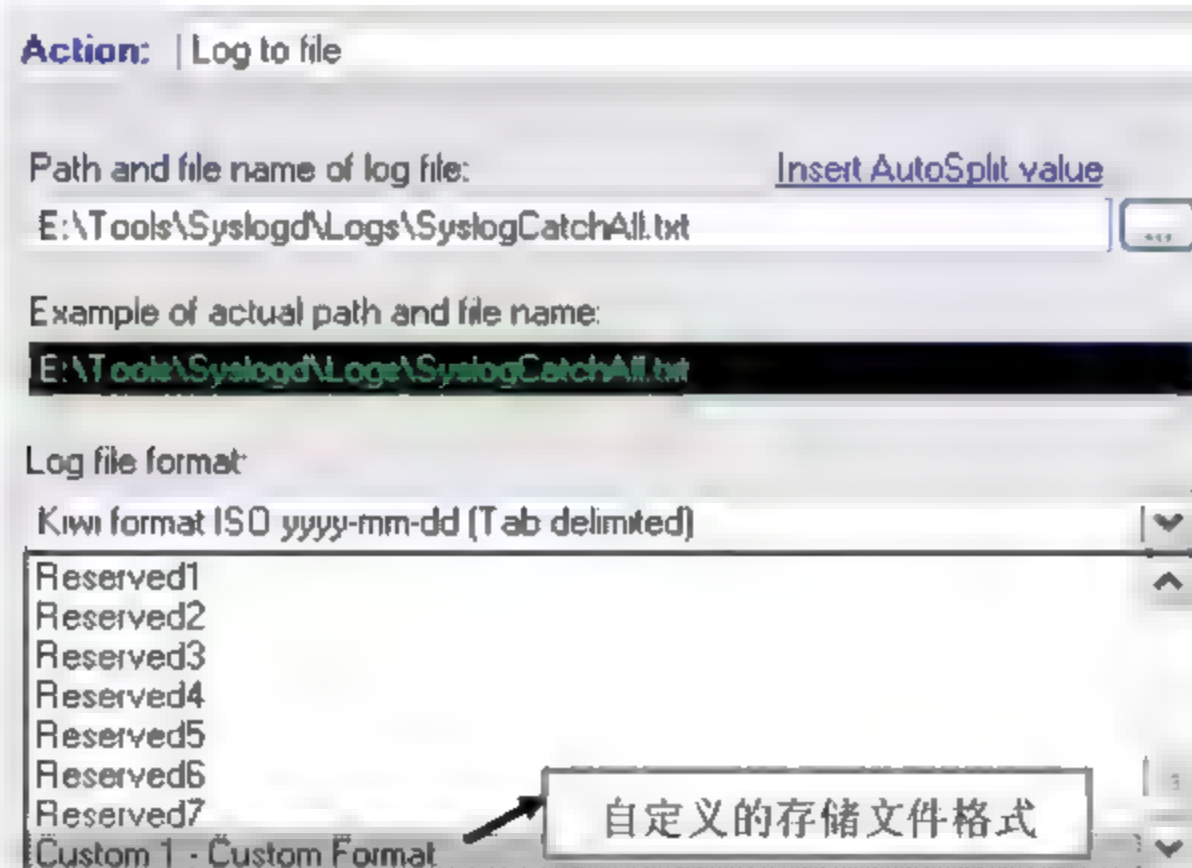 Action: Log to file
Path and file name of log file: Insert AutoSplit value
E:\Tools\Syslogd\Logs\SyslogCatchAll.txt ...
Example of actual path and file name:
E:\Tools\Syslogd\Logs\SyslogCatchAll.txt
Log file format:
Kiwi format ISO yyyy-mm-dd (Tab delimited)
Reserved1
Reserved2
Reserved3
Reserved4
Reserved5
Reserved6
Reserved7
自定义的存储文件格式
Custom 1 - Custom Format